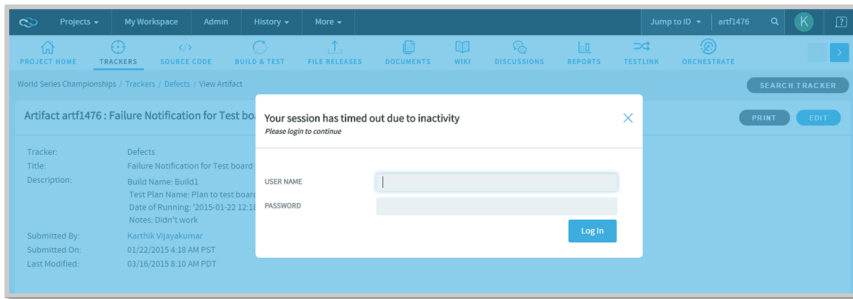 Projects My Workspace Admin History More Jump to ID artf1476 K
PROJECT HOME TRACKERS SOURCE CODE BUILD & TEST FILE RELEASES DOCUMENTS WIKI DISCUSSIONS REPORTS TESTLINK ORCHESTRATE
World Series Championships / Trackers / Defects / View Artifact
SEARCH TRACKER
Artifact artf1476 : Failure Notification for Test bo
PRINT EDIT
Your session has timed out due to inactivity
Please login to continue
Tracker: Defects
Title: Failure Notification for Test board
Description: Build Name: Build1
Test Plan Name: Plan to test board
Date of Running: '2015-01-22 12:18
Notes: Didn't work
USER NAME
PASSWORD
Log In
Submitted By: Karthik Vijayakumar
Submitted On: 01/22/2015 4:18 AM PST
Last Modified: 03/16/2015 8:10 AM PDT